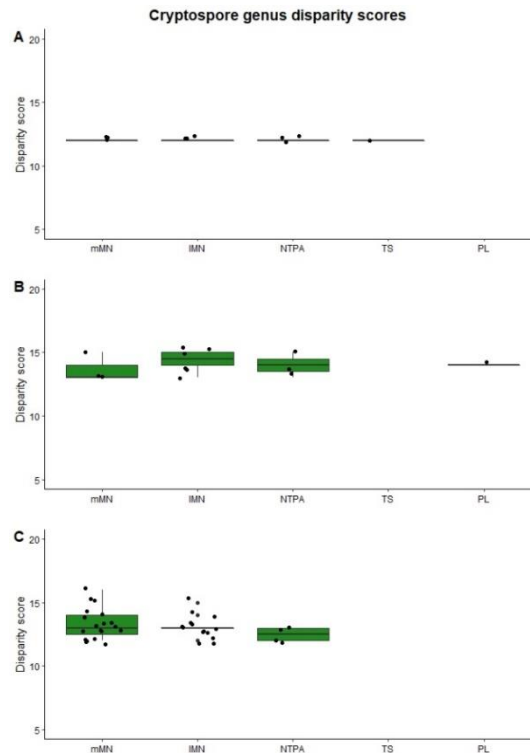 Cryptospore genus disparity scores
A
20
15
10
5
Disparity score
mMN lMN NTPA TS PL
B
20
15
10
5
Disparity score
mMN lMN NTPA TS PL
C
20
15
10
5
Disparity score
mMN lMN NTPA TS PL